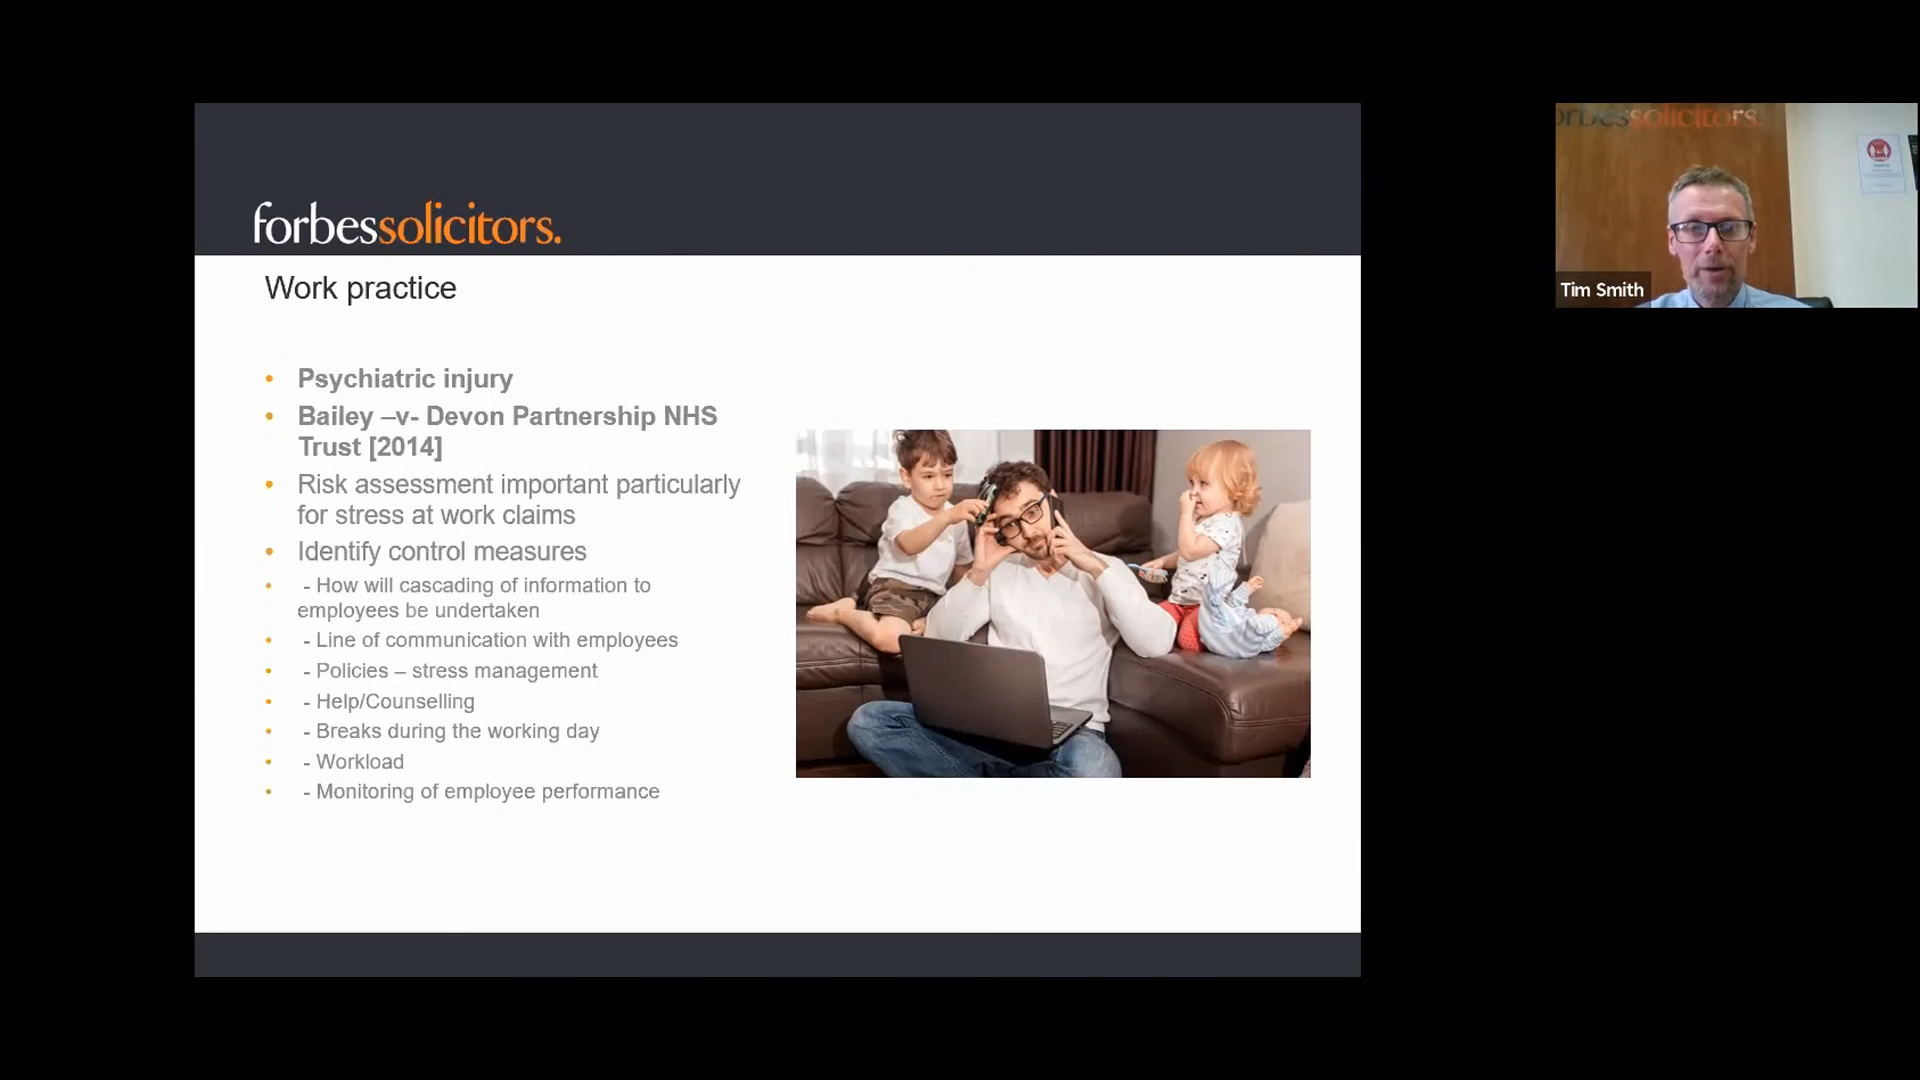 forbessolicitors.
Work practice
• Psychiatric injury
• Bailey –v- Devon Partnership NHS
Trust [2014]
• Risk assessment important particularly
for stress at work claims
• Identify control measures
• - How will cascading of information to
employees be undertaken
• - Line of communication with employees
• - Policies – stress management
• - Help/Counselling
• - Breaks during the working day
• - Workload
• - Monitoring of employee performance
orbessolicitors.
Tim Smith